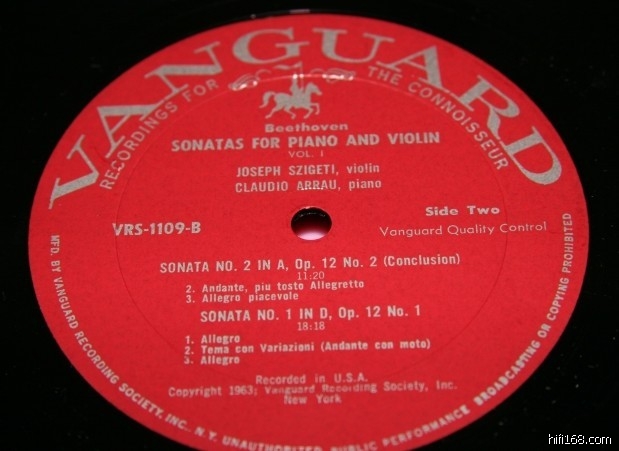 VANGUARD
RECORDINGS FOR THE CONNOISSEUR
Beethoven
SONATAS FOR PIANO AND VIOLIN
VOL. I
JOSEPH SZIGETI, violin
CLAUDIO ARRAU, piano
VRS-1109-B
Side Two
Vanguard Quality Control
SONATA NO. 2 IN A, Op. 12 No. 2 (Conclusion)
11:20
2. Andante, piu tosto Allegretto
3. Allegro piacevole
SONATA NO. 1 IN D, Op. 12 No. 1
18:18
1. Allegro
2. Tema con Variazioni (Andante con moto)
3. Allegro
Recorded in U.S.A.
Copyright 1963; Vanguard Recording Society, Inc.
New York
MFD. BY VANGUARD RECORDING SOCIETY, INC., N. Y. UNAUTHORIZED PUBLIC PERFORMANCE BROADCASTING OR COPYING PROHIBITED
hifi168.com